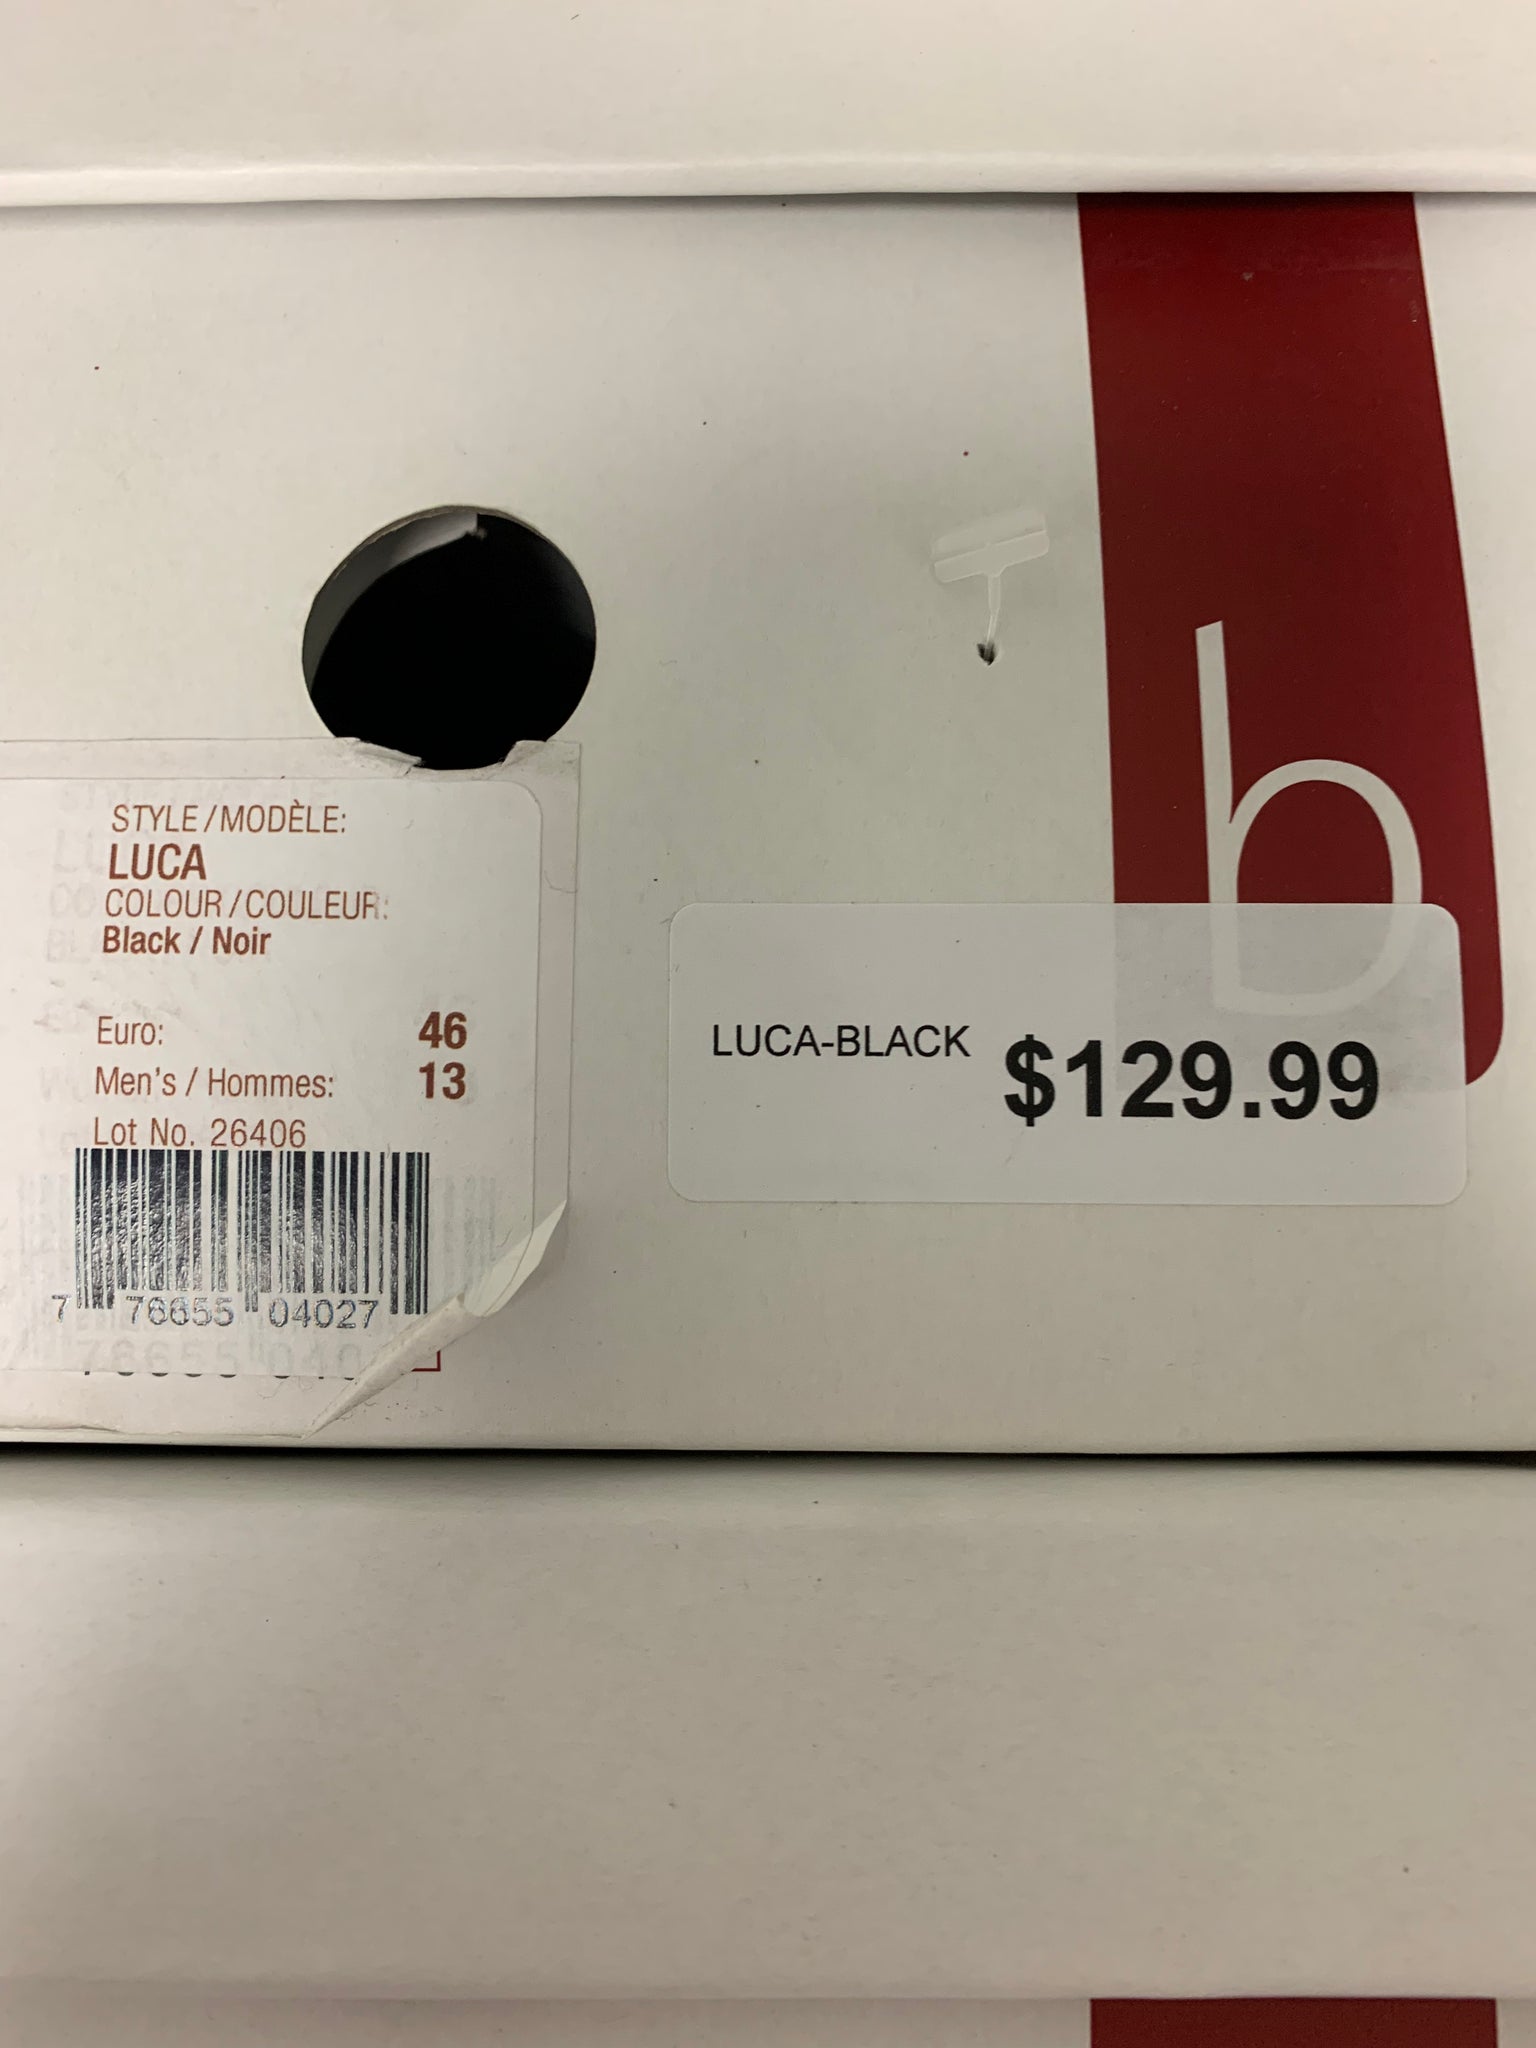 STYLE/MODÈLE:
LUCA
COLOUR/COULEUR:
Black / Noir
Euro: 46
Men's / Hommes: 13
Lot No. 26406
7 76655 04027
b
LUCA-BLACK $129.99